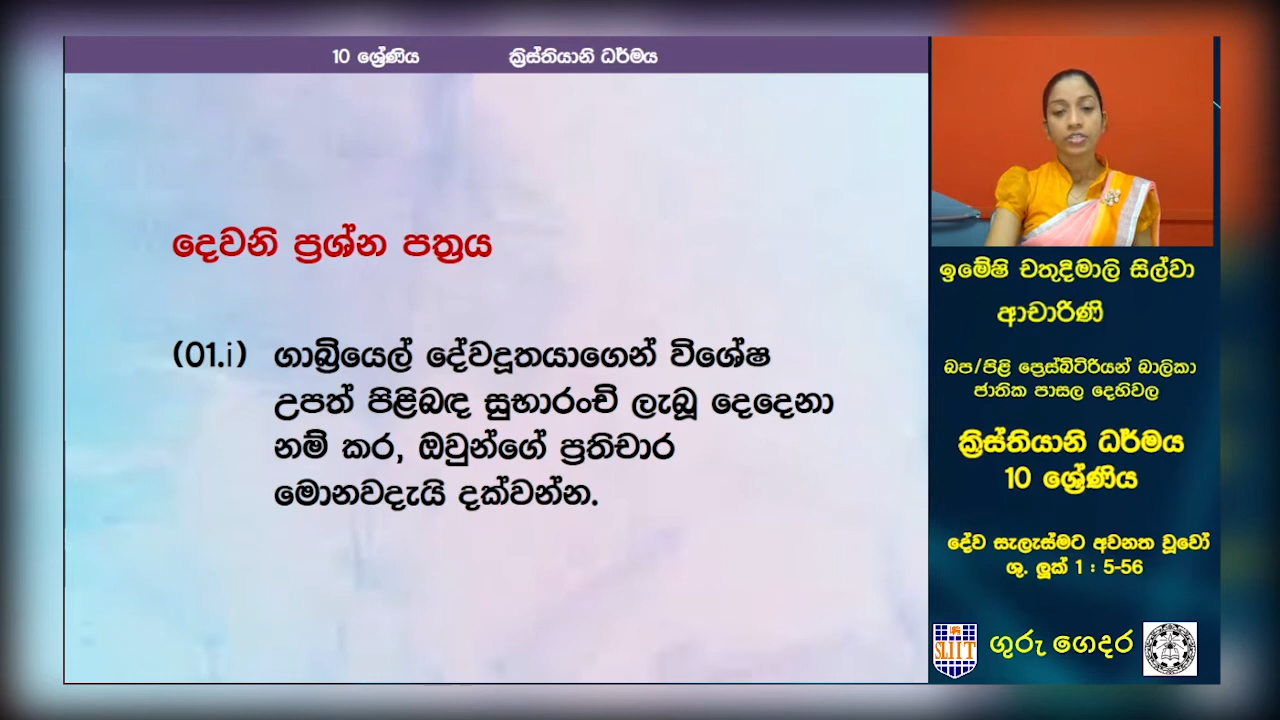 10 ශ්‍රේණිය ක්‍රිස්තියානි ධර්මය
දෙවනි ප්‍රශ්න පත්‍රය
(01.i) ගාබ්‍රියෙල් දේවදූතයාගෙන් විශේෂ
උපත් පිළිබඳ සුභාරංචි ලැබූ දෙදෙනා
නම් කර, ඔවුන්ගේ ප්‍රතිචාර
මොනවදැයි දක්වන්න.
ඉමේෂි චතුදිමාලි සිල්වා
ආචාරිණි
බප/පිළි ප්‍රෙස්බිටිරියන් බාලිකා
ජාතික පාසල දෙහිවල
ක්‍රිස්තියානි ධර්මය
10 ශ්‍රේණිය
දේව සැලැස්මට අවනත වූවෝ
ශු. ලූක් 1 : 5-56
SLIIT ගුරු ගෙදර